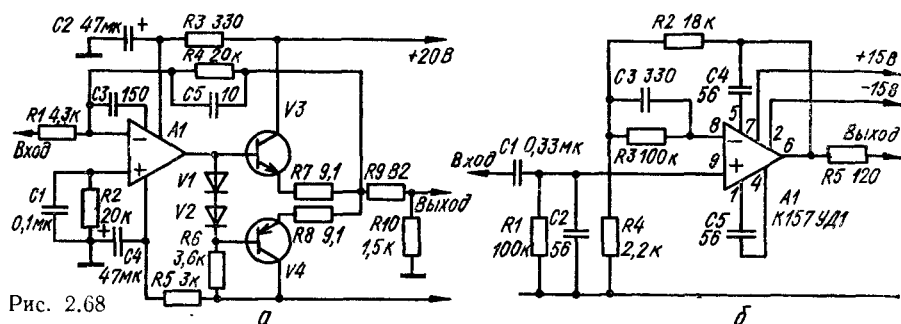 C2 47мк +
R3 330
R4 20к
+20В
C3 150
C5 10
R1 4,3к
Вход
A1
V3
C1
0,1мк
R2
20к
+
C4
47мк
V1
V2
R6
3,6к
R5 3к
R7 9,1
R8 9,1
V4
R9 82
Выход
R10
1,5к
Рис. 2.68
а
R2 18к
C3 330
C4
56
+15В
-15В
5
7
2
8
6
9
1
4
R3 100к
Вход
C1 0,33мк
Выход
R5 120
R1
100к
C2
56
R4
2,2к
C5
56
A1
К157УД1
б